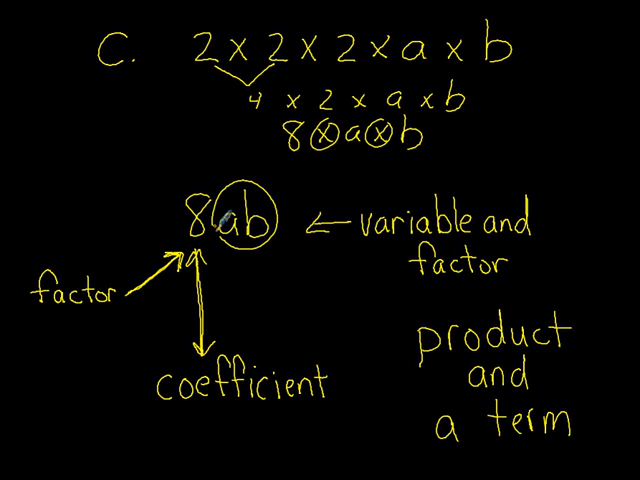 C. 2 x 2 x 2 x a x b
4 x 2 x a x b
8 x a x b
8ab
variable and
factor
factor
coefficient
product
and
a term